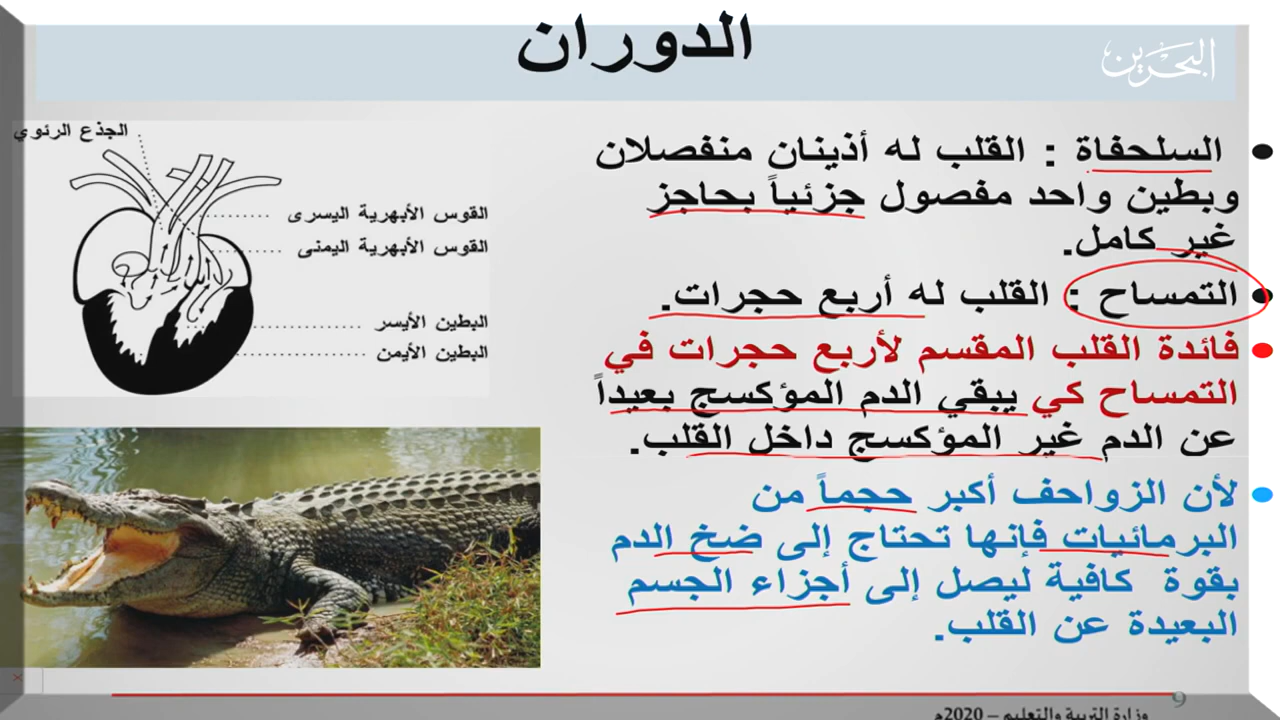 الدوران
البحرين
السلحفاة : القلب له أذينان منفصلان
وبطين واحد مفصول جزئياً بحاجز
غير كامل.
التمساح : القلب له أربع حجرات.
فائدة القلب المقسم لأربع حجرات في
التمساح كي يبقي الدم المؤكسج بعيداً
عن الدم غير المؤكسج داخل القلب.
لأن الزواحف أكبر حجماً من
البرمائيات فإنها تحتاج إلى ضخ الدم
بقوة كافية ليصل إلى أجزاء الجسم
البعيدة عن القلب.
الجذع الرئوي
القوس الأبهرية اليسرى
القوس الأبهرية اليمنى
البطين الأيسر
البطين الأيمن
9
وزارة التربية والتعليم – 2020م